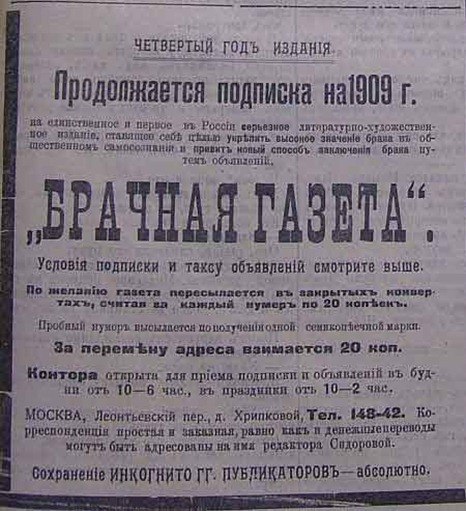 ЧЕТВЕРТЫЙ ГОДЪ ИЗДАНІЯ.
Продолжается подписка на 1909 г.
на единственное и первое въ Россіи серьезное литературно-художествен-
ное изданіе, ставящее себѣ цѣлью укрѣпить высокое значеніе брака въ об-
щественномъ самосознаніи и привить новый способъ заключенія брака пу-
темъ объявленій,
„БРАЧНАЯ ГАЗЕТА“.
Условія подписки и таксу объявленій смотрите выше.
По желанію газета пересылается въ закрытыхъ конвер-
тахъ, считая за каждый нумеръ по 20 копѣекъ.
Пробный нумеръ высылается по полученіи одной семикопѣечной марки.
За перемѣну адреса взимается 20 коп.
Контора открыта для пріема подписки и объявленій въ буд-
ни отъ 10—6 час., въ праздники отъ 10—2 час.
МОСКВА, Леонтьевскій пер., д. Хрипковой, Тел. 148-42. Ко-
рреспонденція простая и заказная, равно какъ и денежные переводы
могутъ быть адресованы на имя редактора Сидоровой.
Сохраненіе ИНКОГНИТО ГГ. ПУБЛИКАТОРОВЪ—абсолютно.